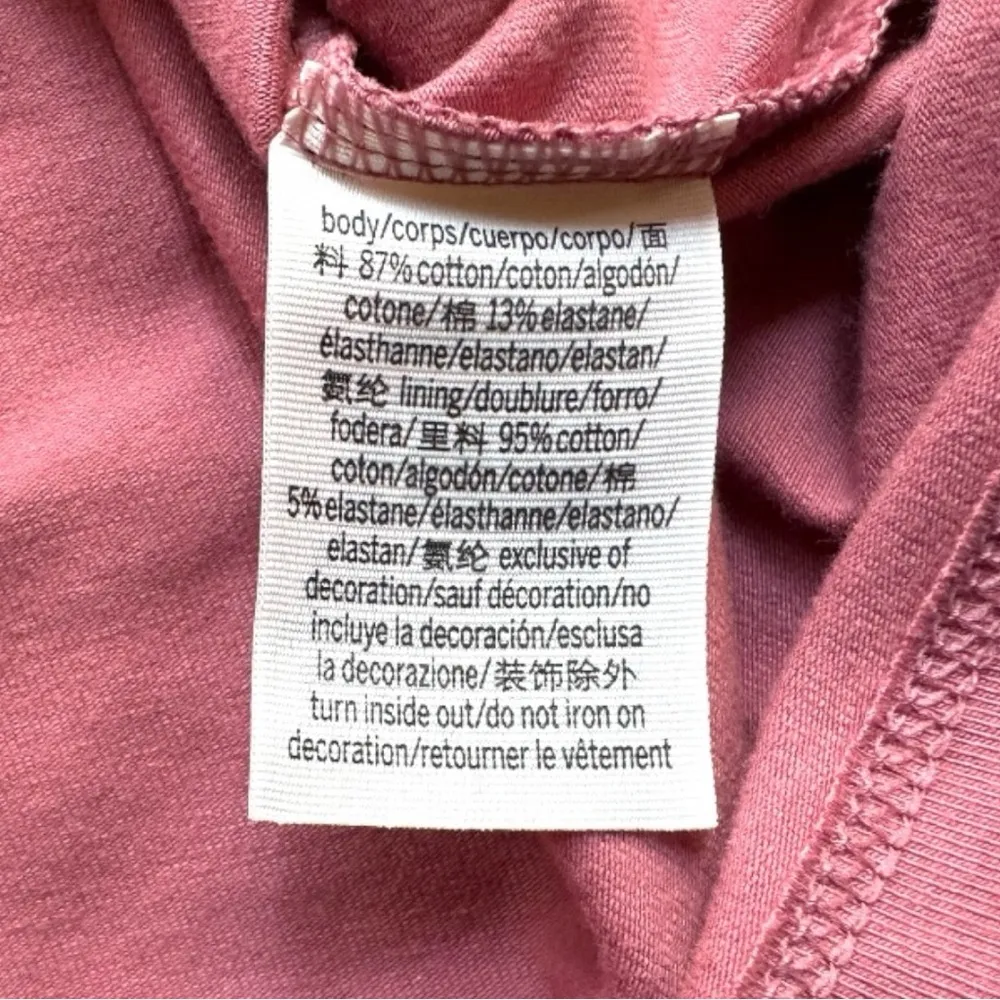 body/corps/cuerpo/corpo/面
料 87% cotton/coton/algodón/
cotone/棉 13% elastane/
élasthanne/elastano/elastan/
氨纶 lining/doublure/forro/
fodera/里料 95% cotton/
coton/algodón/cotone/棉
5% elastane/élasthanne/elastano/
elastan/氨纶 exclusive of
decoration/sauf décoration/no
incluye la decoración/esclusa
la decorazione/装饰除外
turn inside out/do not iron on
decoration/retourner le vêtement